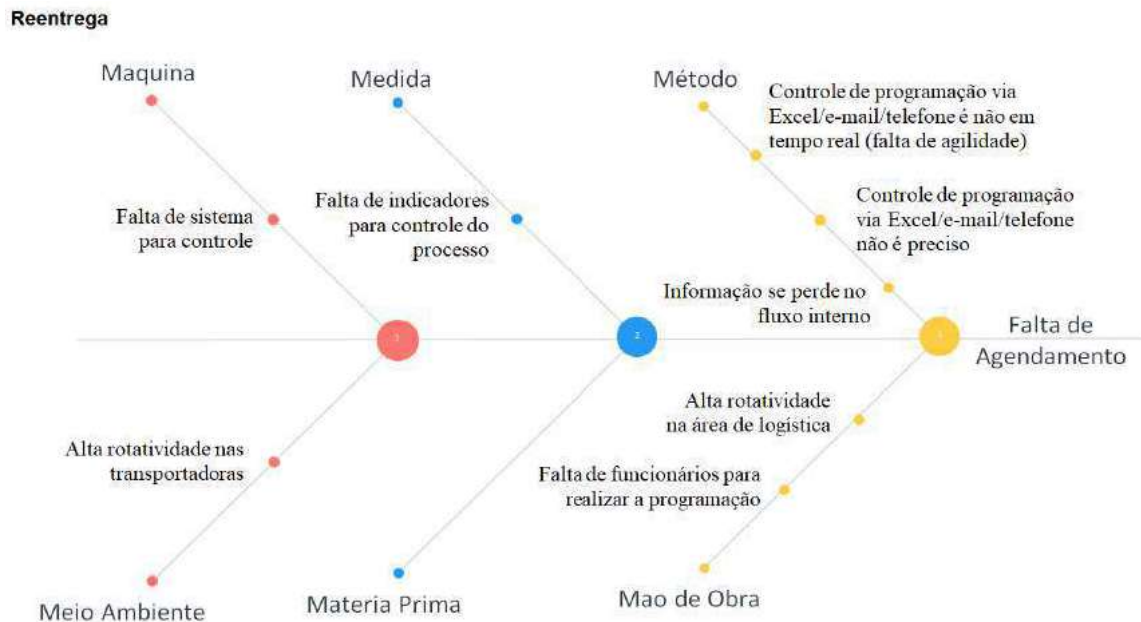 Reentrega
Maquina
Medida
Método
Controle de programação via
Excel/e-mail/telefone é não em
tempo real (falta de agilidade)
Falta de sistema
para controle
Falta de indicadores
para controle do
processo
Controle de programação
via Excel/e-mail/telefone
não é preciso
Informação se perde no
fluxo interno
Falta de
Agendamento
Alta rotatividade nas
transportadoras
Alta rotatividade
na área de logística
Falta de funcionários para
realizar a programação
Meio Ambiente
Materia Prima
Mao de Obra